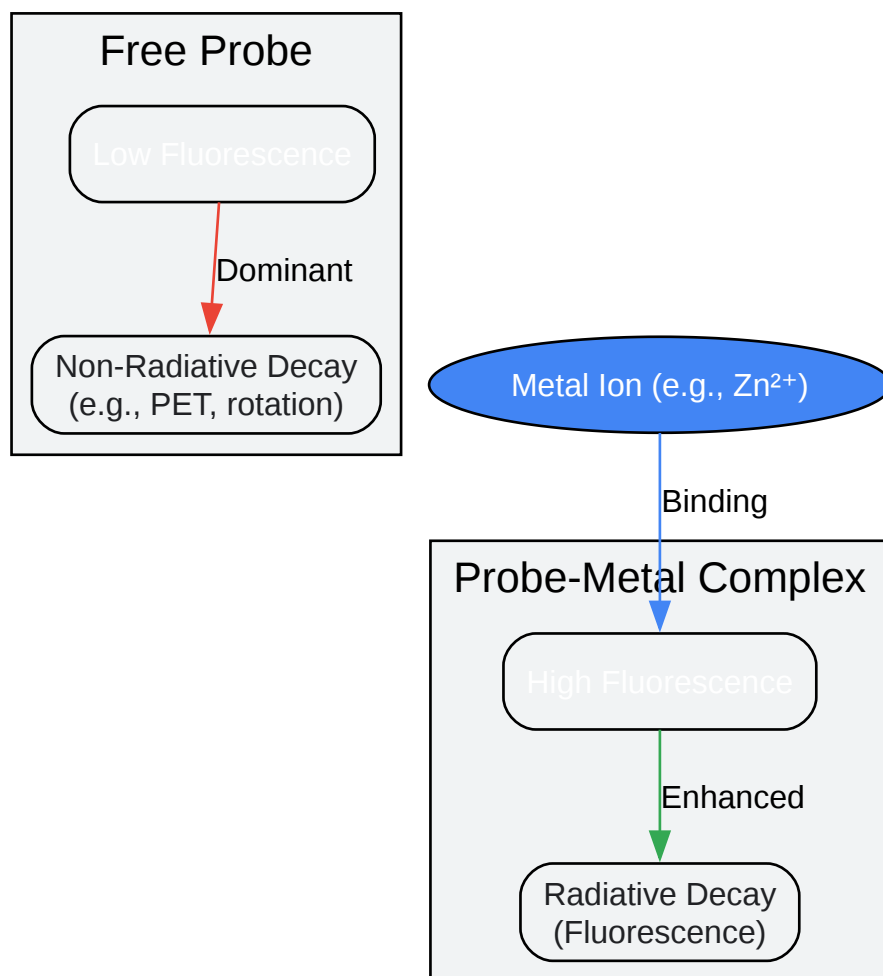 Free Probe
Low Fluorescence
Dominant
Non-Radiative Decay
(e.g., PET, rotation)
Metal Ion (e.g., Zn²⁺)
Binding
Probe-Metal Complex
High Fluorescence
Enhanced
Radiative Decay
(Fluorescence)